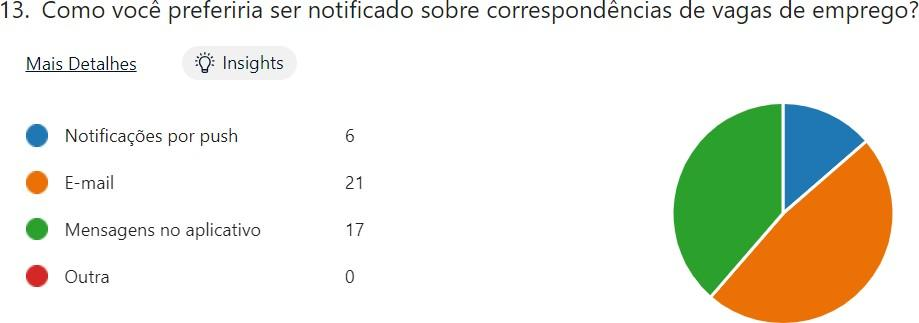 13. Como você preferiria ser notificado sobre correspondências de vagas de emprego?
Mais Detalhes Insights
Notificações por push 6
E-mail 21
Mensagens no aplicativo 17
Outra 0